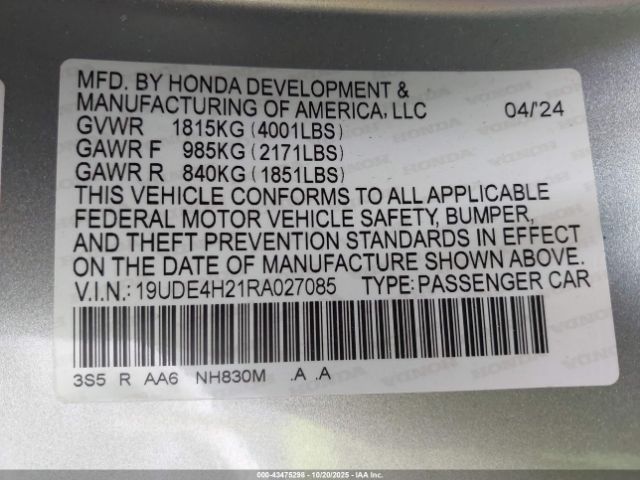 MFD. BY HONDA DEVELOPMENT &
MANUFACTURING OF AMERICA, LLC 04/'24
GVWR 1815KG (4001LBS)
GAWR F 985KG (2171LBS)
GAWR R 840KG (1851LBS)
THIS VEHICLE CONFORMS TO ALL APPLICABLE
FEDERAL MOTOR VEHICLE SAFETY, BUMPER,
AND THEFT PREVENTION STANDARDS IN EFFECT
ON THE DATE OF MANUFACTURE SHOWN ABOVE.
V.I.N.: 19UDE4H21RA027085 TYPE: PASSENGER CAR
3S5 R AA6 NH830M .A .A
000-43475298 - 10/20/2025 - IAA Inc. (OA)